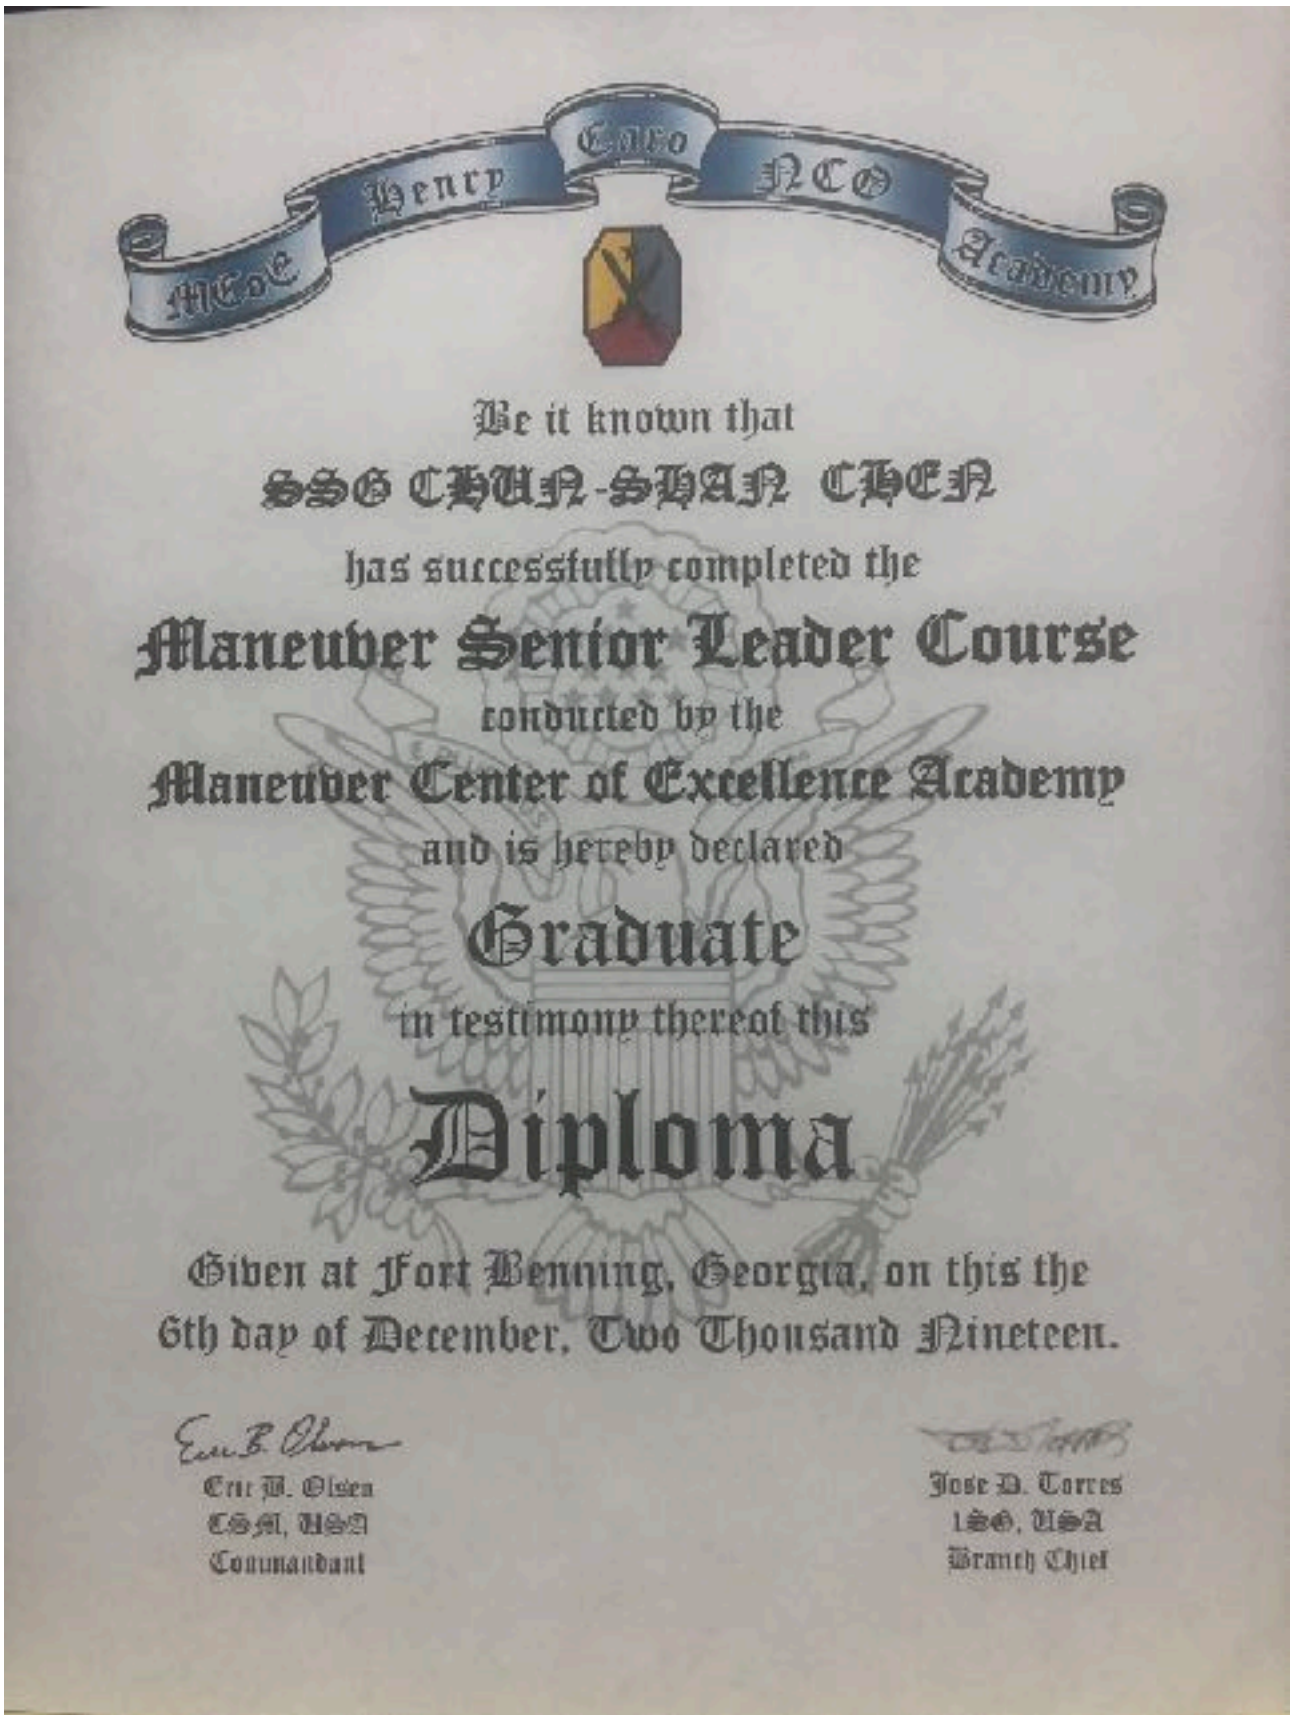 MCoE Henry Caro NCO Academy
Be it known that
SSG CHUN-SHAN CHEN
has successfully completed the
Maneuver Senior Leader Course
conducted by the
Maneuver Center of Excellence Academy
and is hereby declared
Graduate
in testimony thereof this
Diploma
Given at Fort Benning, Georgia, on this the
6th day of December, Two Thousand Nineteen.
Eric B. Olsen
Eric B. Olsen
CSM, USA
Commandant
Jose D. Torres
1SG, USA
Branch Chief